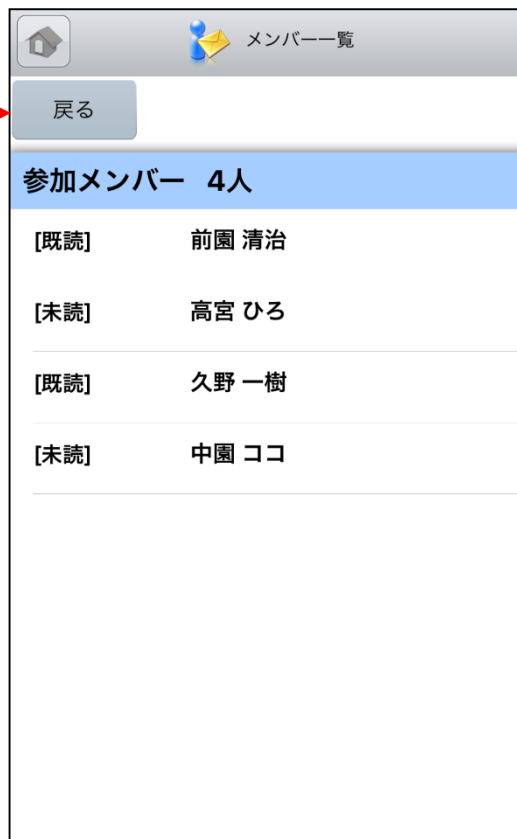 メンバー一覧
戻る
参加メンバー 4人
[既読] 前園 清治
[未読] 高宮 ひろ
[既読] 久野 一樹
[未読] 中園 ココ